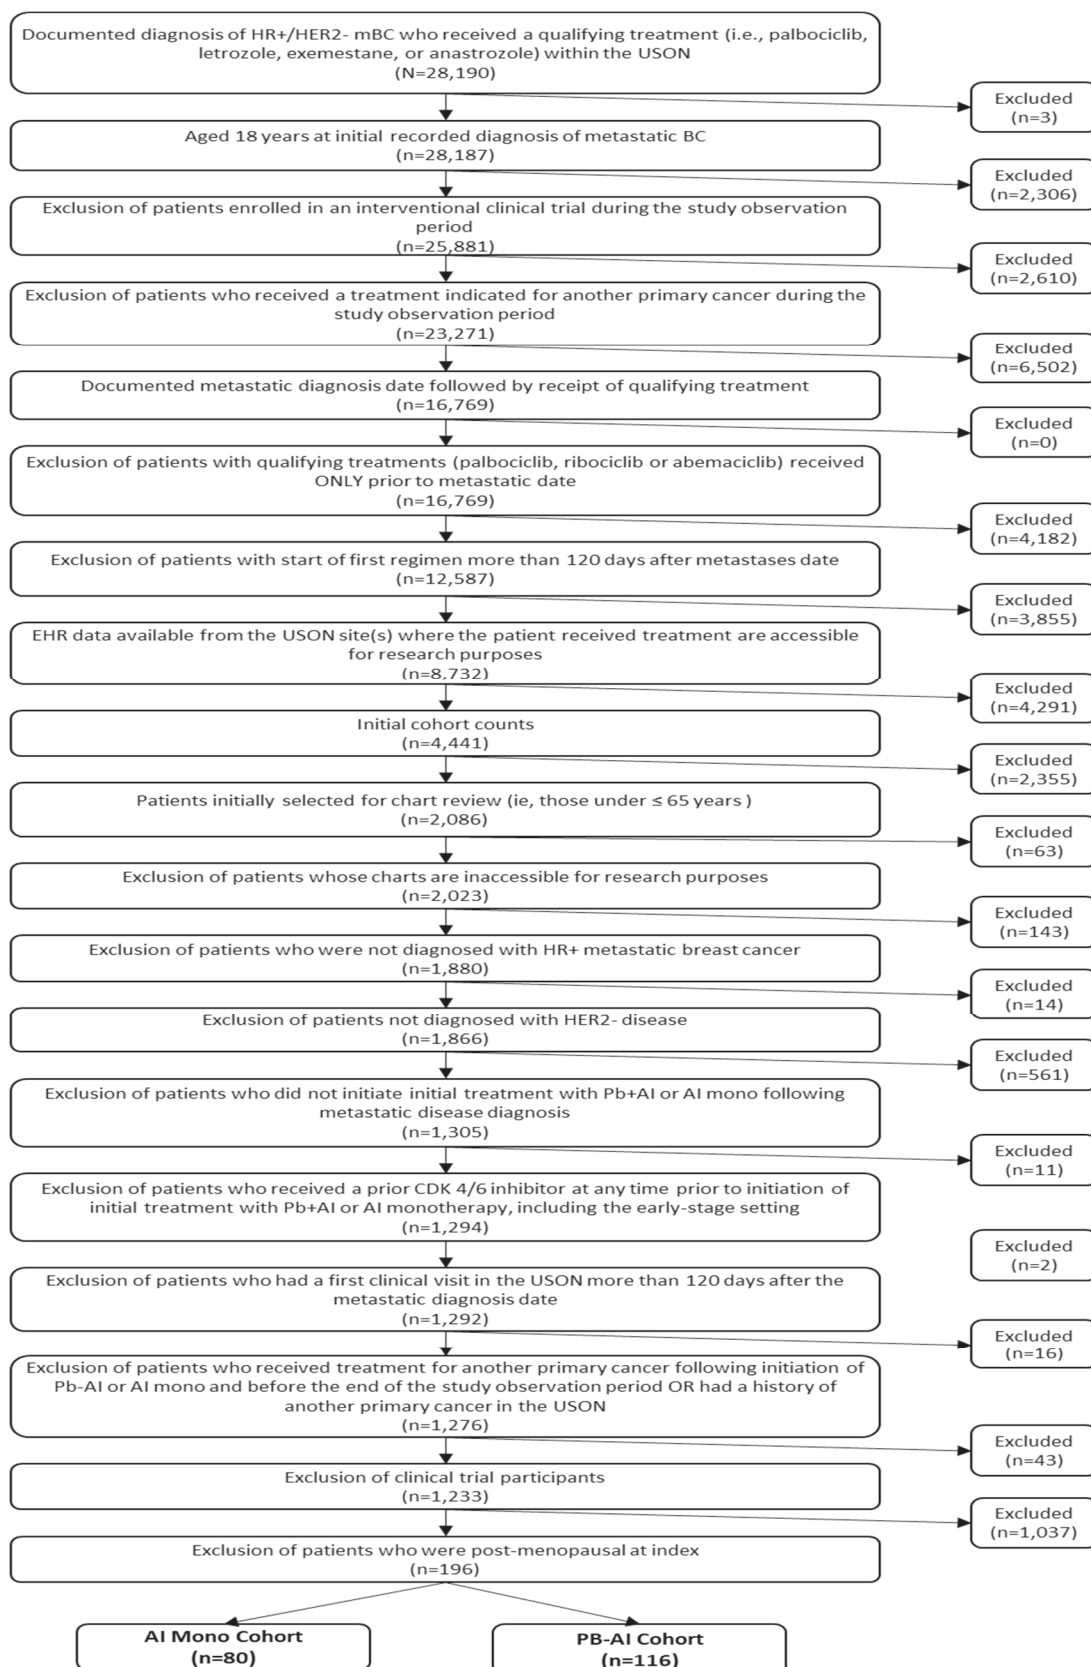 Documented diagnosis of HR+/HER2- mBC who received a qualifying treatment (i.e., palbociclib,
letrozole, exemestane, or anastrozole) within the USON
(N=28,190)
Excluded
(n=3)
Aged 18 years at initial recorded diagnosis of metastatic BC
(n=28,187)
Excluded
(n=2,306)
Exclusion of patients enrolled in an interventional clinical trial during the study observation
period
(n=25,881)
Excluded
(n=2,610)
Exclusion of patients who received a treatment indicated for another primary cancer during the
study observation period
(n=23,271)
Excluded
(n=6,502)
Documented metastatic diagnosis date followed by receipt of qualifying treatment
(n=16,769)
Excluded
(n=0)
Exclusion of patients with qualifying treatments (palbociclib, ribociclib or abemaciclib) received
ONLY prior to metastatic date
(n=16,769)
Excluded
(n=4,182)
Exclusion of patients with start of first regimen more than 120 days after metastases date
(n=12,587)
Excluded
(n=3,855)
EHR data available from the USON site(s) where the patient received treatment are accessible
for research purposes
(n=8,732)
Excluded
(n=4,291)
Initial cohort counts
(n=4,441)
Excluded
(n=2,355)
Patients initially selected for chart review (ie, those under ≤ 65 years )
(n=2,086)
Excluded
(n=63)
Exclusion of patients whose charts are inaccessible for research purposes
(n=2,023)
Excluded
(n=143)
Exclusion of patients who were not diagnosed with HR+ metastatic breast cancer
(n=1,880)
Excluded
(n=14)
Exclusion of patients not diagnosed with HER2- disease
(n=1,866)
Excluded
(n=561)
Exclusion of patients who did not initiate initial treatment with Pb+AI or AI mono following
metastatic disease diagnosis
(n=1,305)
Excluded
(n=11)
Exclusion of patients who received a prior CDK 4/6 inhibitor at any time prior to initiation of
initial treatment with Pb+AI or AI monotherapy, including the early-stage setting
(n=1,294)
Excluded
(n=2)
Exclusion of patients who had a first clinical visit in the USON more than 120 days after the
metastatic diagnosis date
(n=1,292)
Excluded
(n=16)
Exclusion of patients who received treatment for another primary cancer following initiation of
Pb-AI or AI mono and before the end of the study observation period OR had a history of
another primary cancer in the USON
(n=1,276)
Excluded
(n=43)
Exclusion of clinical trial participants
(n=1,233)
Excluded
(n=1,037)
Exclusion of patients who were post-menopausal at index
(n=196)
AI Mono Cohort
(n=80)
PB-AI Cohort
(n=116)